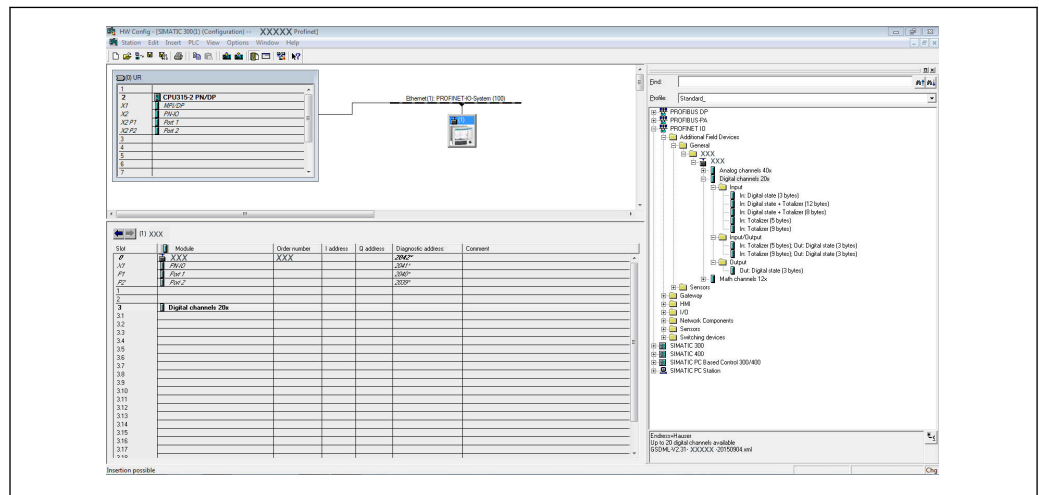 HW Config - [SIMATIC 300(1) (Configuration) -- XXXXX Profinet]
Station Edit Insert PLC View Options Window Help
(0) UR
1
2 CPU315-2 PN/DP
X1 MPI/DP
X2 PN-IO
X2 P1 Port 1
X2 P2 Port 2
3
4
5
6
7
Ethernet(1): PROFINET-IO-System (100)
(1)
(1) XXX
Slot Module Order number I address Q address Diagnostic address: Comment
0 XXX XXX 2042*
X1 PN-IO 2041*
P1 Port 1 2040*
P2 Port 2 2039*
1
2
3 Digital channels 20x
3.1
3.2
3.3
3.4
3.5
3.6
3.7
3.8
3.9
3.10
3.11
3.12
3.13
3.14
3.15
3.16
3.17
3.18
Find:
Profile: Standard_
PROFIBUS DP
PROFIBUS-PA
PROFINET IO
Additional Field Devices
General
XXX
XXX
Analog channels 40x
Digital channels 20x
Input
In: Digital state (3 bytes)
In: Digital state + Totalizer (12 bytes)
In: Digital state + Totalizer (8 bytes)
In: Totalizer (5 bytes)
In: Totalizer (9 bytes)
Input/Output
In: Totalizer (5 bytes); Out: Digital state (3 bytes)
In: Totalizer (9 bytes); Out: Digital state (3 bytes)
Output
Out: Digital state (3 bytes)
Math channels 12x
Sensors
Gateway
HMI
I/O
Network Components
Sensors
Switching devices
SIMATIC 300
SIMATIC 400
SIMATIC PC Based Control 300/400
SIMATIC PC Station
Endress+Hauser
Up to 20 digital channels available
GSDML-V2.31- XXXXXX -20150904.xml
Insertion possible
Chg